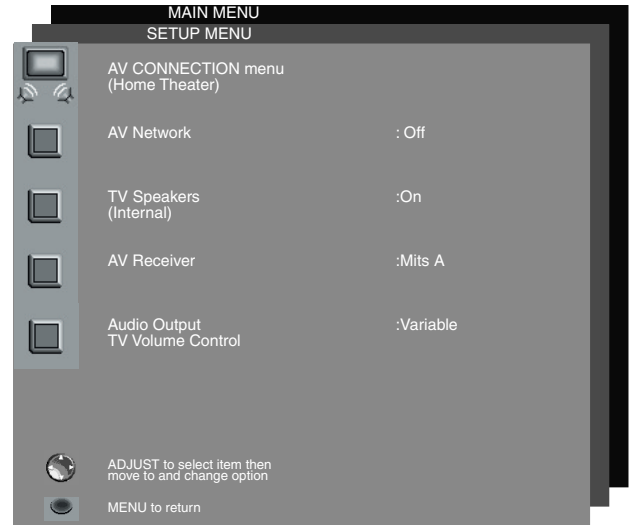 MAIN MENU
SETUP MENU
AV CONNECTION menu
(Home Theater)
AV Network : Off
TV Speakers :On
(Internal)
AV Receiver :Mits A
Audio Output :Variable
TV Volume Control
ADJUST to select item then
move to and change option
MENU to return